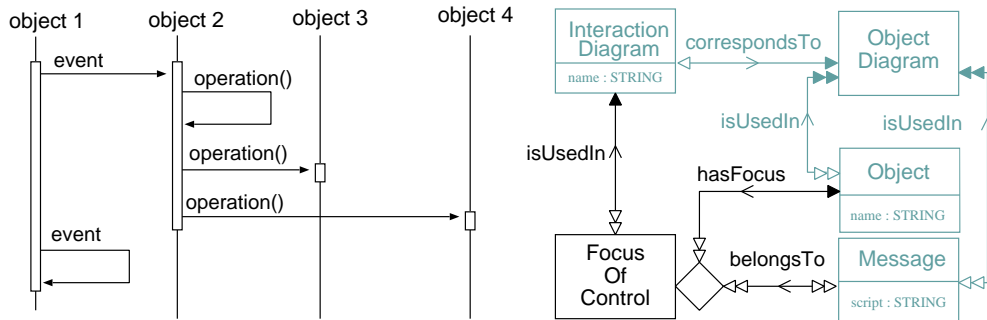 object 1
object 2
object 3
object 4
event
operation()
operation()
operation()
event
Interaction
Diagram
name : STRING
correspondsTo
Object
Diagram
isUsedIn
isUsedIn
isUsedIn
hasFocus
Object
name : STRING
Focus
Of
Control
belongsTo
Message
script : STRING